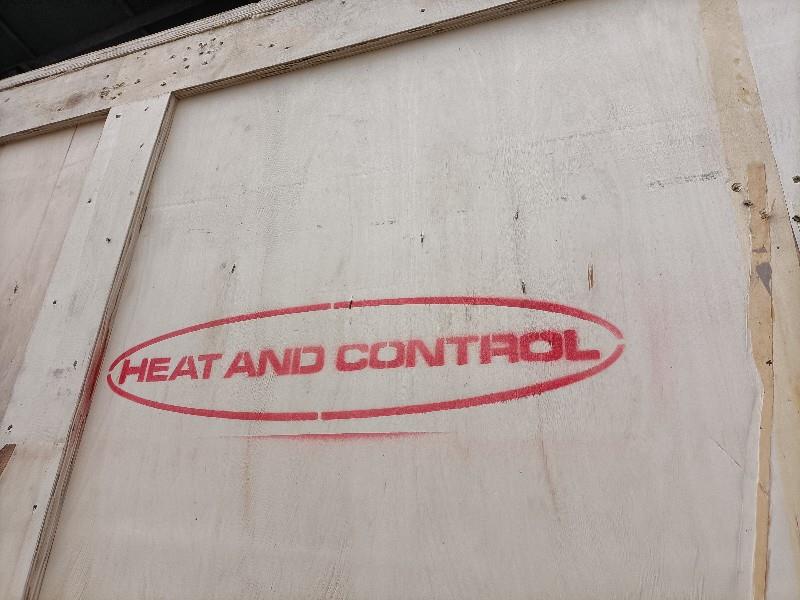 HEAT AND CONTROL